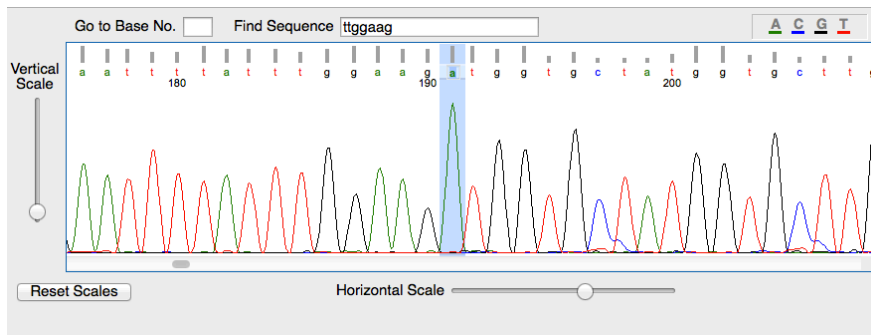 Go to Base No. Find Sequence ttggaag A C G T
Vertical Scale
a a t t t t a t t t g g a a g a t g g t g c t a t g g t g c t t g
180 190 200
Reset Scales Horizontal Scale